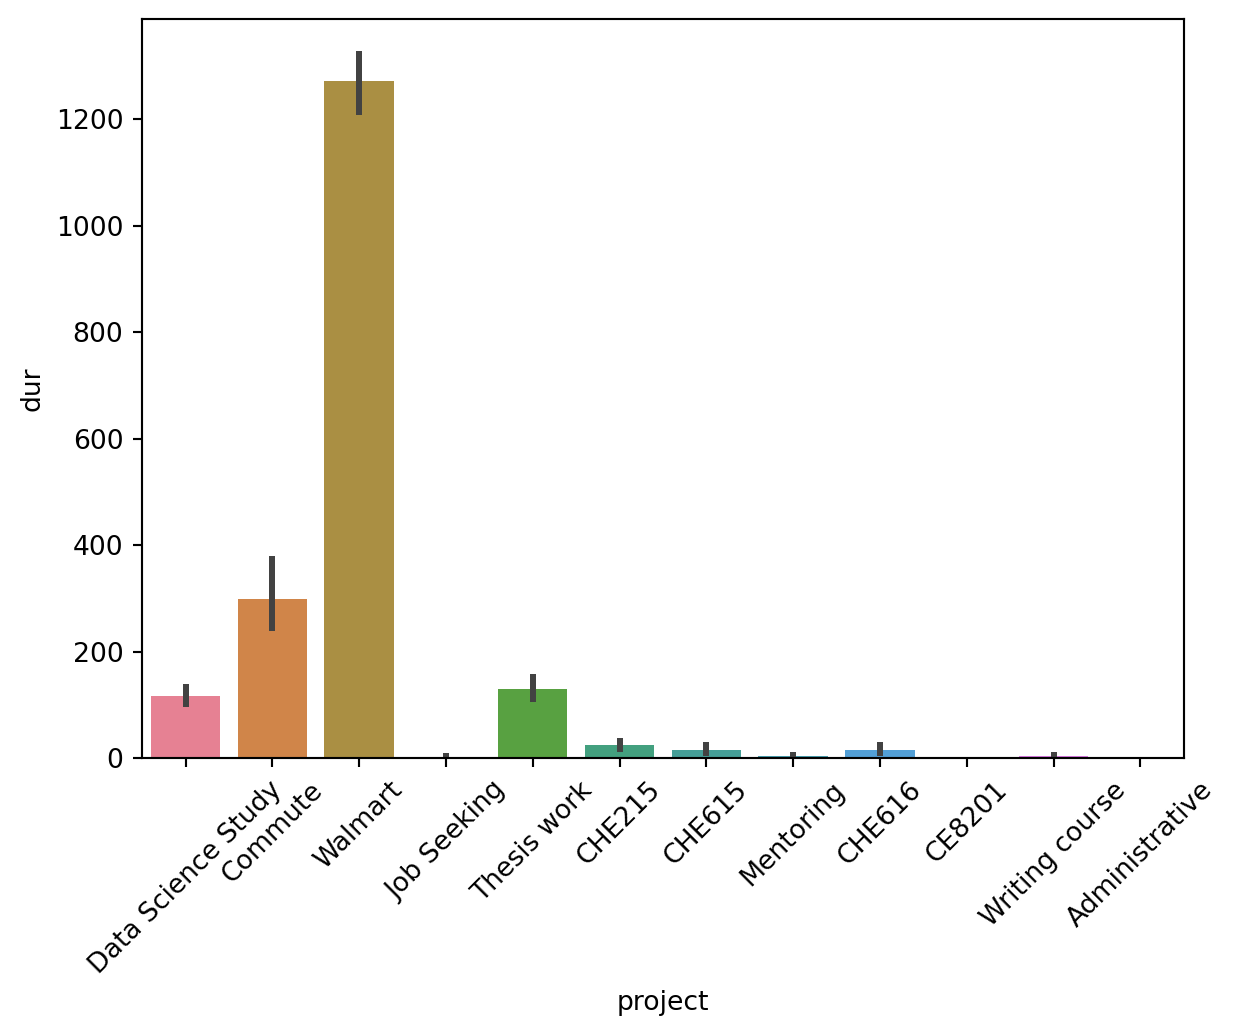 1200
1000
800
600
400
200
0
dur
Data Science Study
Commute
Walmart
Job Seeking
Thesis work
CHE215
CHE615
Mentoring
CHE616
CE8201
Writing course
Administrative
project